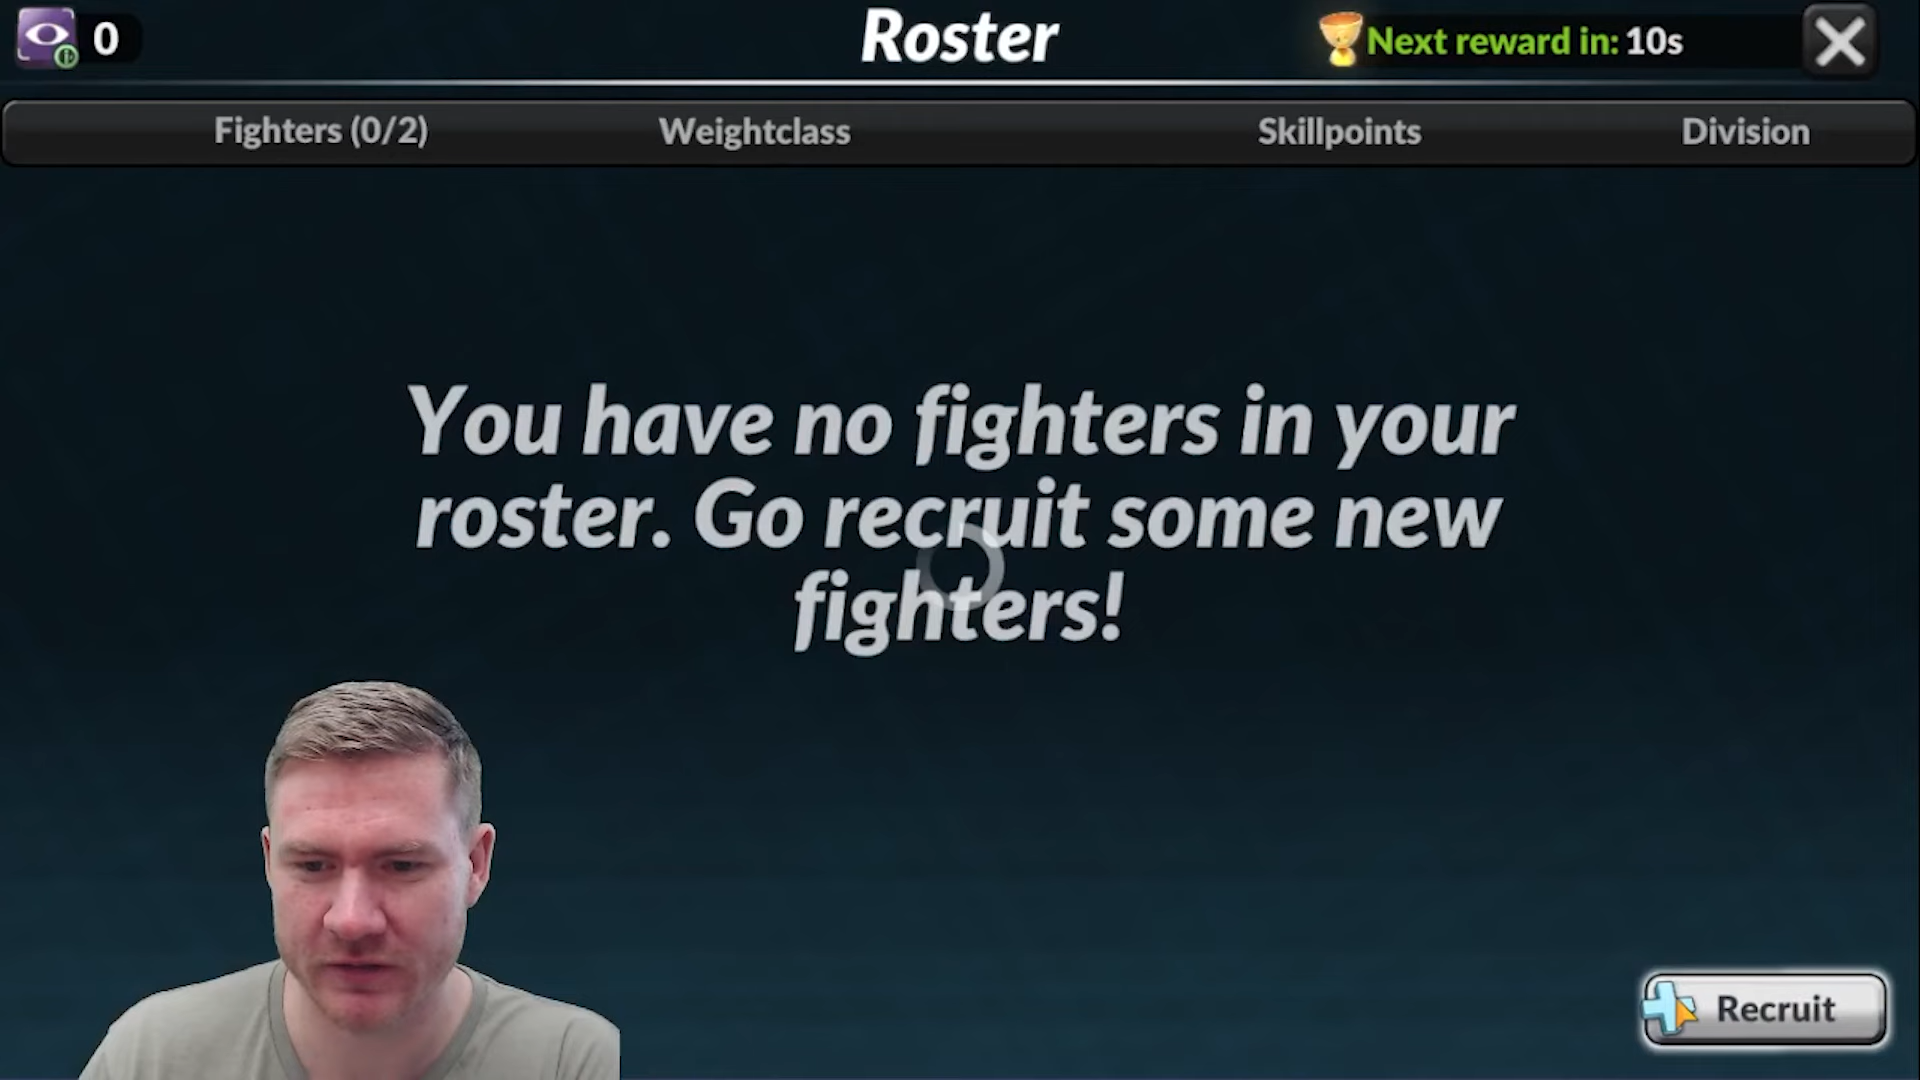 0
Roster
Next reward in: 10s
Fighters (0/2) Weightclass Skillpoints Division
You have no fighters in your
roster. Go recruit some new
fighters!
Recruit